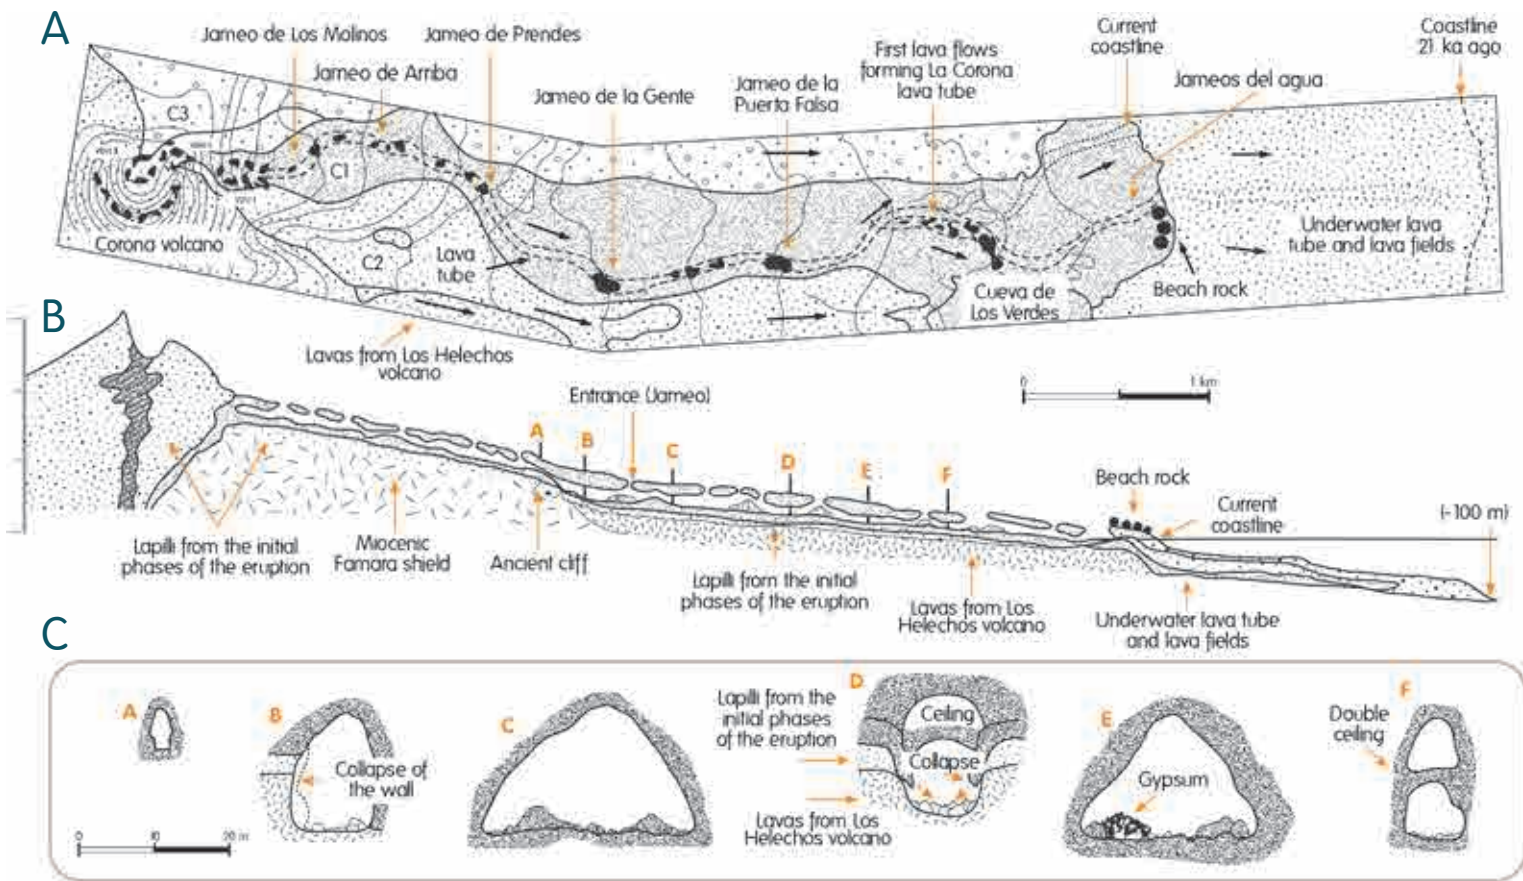 A
Jameo de Los Molinos
Jameo de Prendes
Jameo de Arriba
Jameo de la Gente
Jameo de la
Puerta Falsa
First lava flows
forming La Corona
lava tube
Current
coastline
Jameos del agua
Coastline
21 ka ago
C3
C1
C2
Corona volcano
Lava
tube
Cueva de
Los Verdes
Beach rock
Underwater lava
tube and lava fields
Lavas from Los Helechos
volcano
0
1 km
B
Entrance (Jameo)
A
B
C
D
E
F
Beach rock
Current
coastline
(-100 m)
Lapilli from the initial
phases of the eruption
Miocenic
Famara shield
Ancient cliff
Lapilli from the initial
phases of the eruption
Lavas from Los
Helechos volcano
Underwater lava tube
and lava fields
C
A
B
Collapse of
the wall
C
Lapilli from the
initial phases
of the eruption
D
Ceiling
Collapse
Lavas from Los
Helechos volcano
E
Gypsum
F
Double
ceiling
0
10
20 m